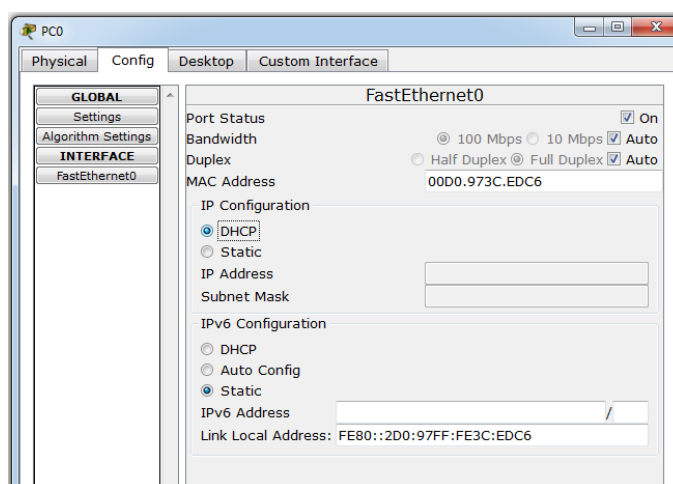 PC0
Physical Config Desktop Custom Interface
GLOBAL
Settings
Algorithm Settings
INTERFACE
FastEthernet0
FastEthernet0
Port Status On
Bandwidth 100 Mbps 10 Mbps Auto
Duplex Half Duplex Full Duplex Auto
MAC Address 00D0.973C.EDC6
IP Configuration
DHCP
Static
IP Address
Subnet Mask
IPv6 Configuration
DHCP
Auto Config
Static
IPv6 Address /
Link Local Address: FE80::2D0:97FF:FE3C:EDC6